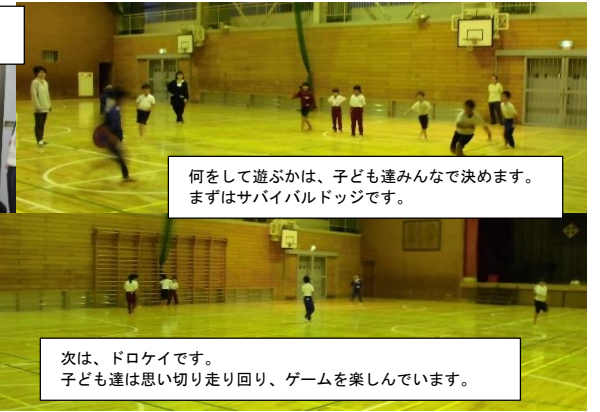 何をして遊ぶかは、子ども達みんなで決めます。
まずはサバイバルドッジです。
次は、ドロケイです。
子ども達は思い切り走り回り、ゲームを楽しんでいます。